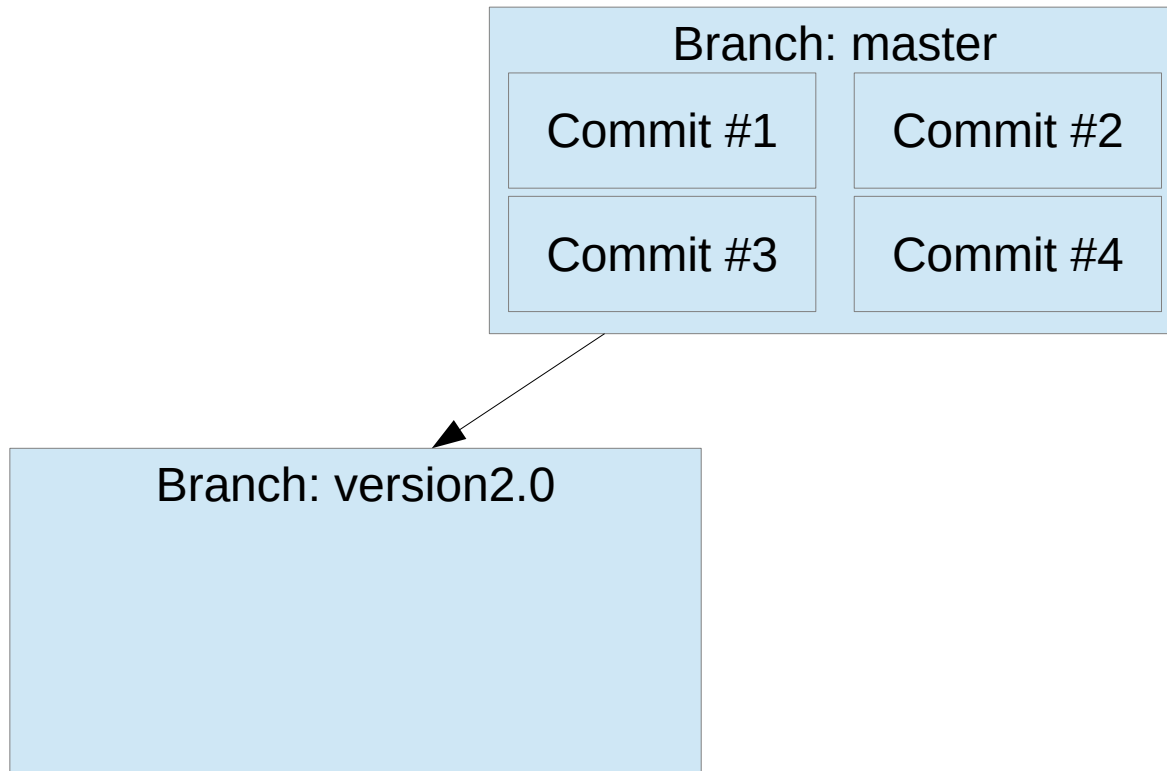 Branch: master
Commit #1
Commit #2
Commit #3
Commit #4
Branch: version2.0